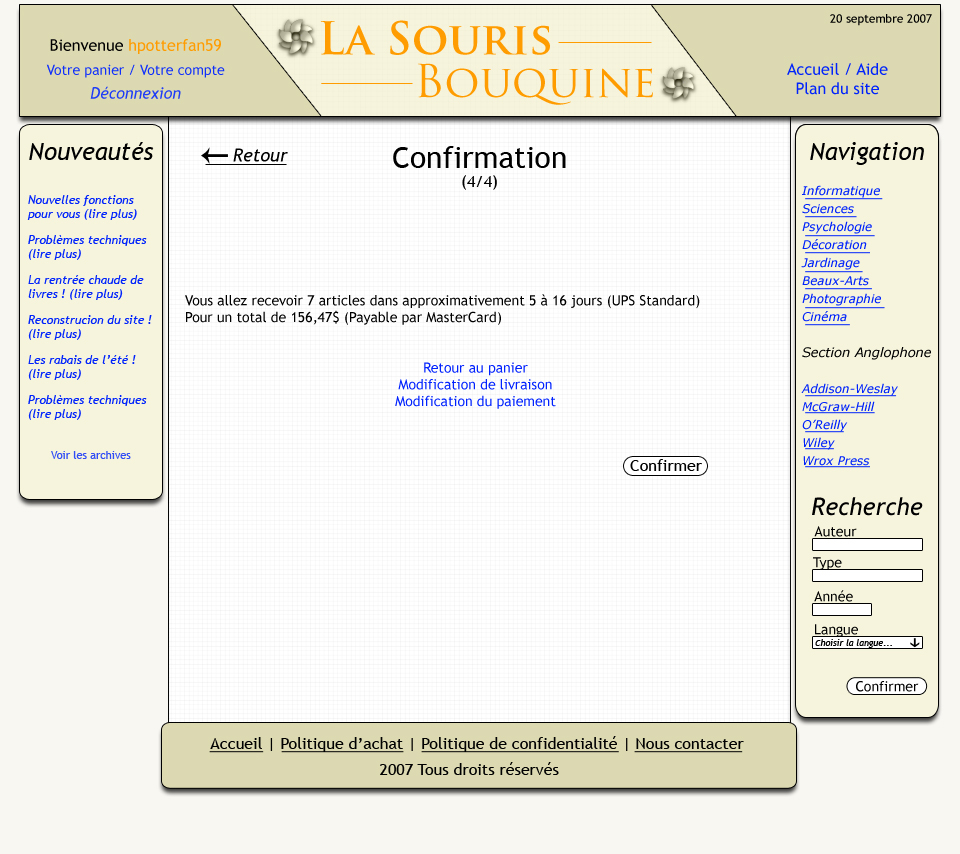 20 septembre 2007
Bienvenue hpotterfan59
Votre panier / Votre compte
Déconnexion
LA SOURIS
BOUQUINE
Accueil / Aide
Plan du site
Nouveautés
Nouvelles fonctions
pour vous (lire plus)
Problèmes techniques
(lire plus)
La rentrée chaude de
livres ! (lire plus)
Reconstrucion du site !
(lire plus)
Les rabais de l'été !
(lire plus)
Problèmes techniques
(lire plus)
Voir les archives
Retour
Confirmation
(4/4)
Vous allez recevoir 7 articles dans approximativement 5 à 16 jours (UPS Standard)
Pour un total de 156,47$ (Payable par MasterCard)
Retour au panier
Modification de livraison
Modification du paiement
Confirmer
Navigation
Informatique
Sciences
Psychologie
Décoration
Jardinage
Beaux-Arts
Photographie
Cinéma
Section Anglophone
Addison-Weslay
McGraw-Hill
O'Reilly
Wiley
Wrox Press
Recherche
Auteur
Type
Année
Langue
Choisir la langue...
Confirmer
Accueil | Politique d'achat | Politique de confidentialité | Nous contacter
2007 Tous droits réservés